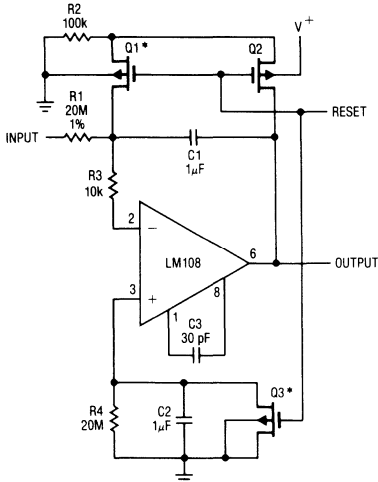 R2
100k
Q1*
Q2
V+
R1
20M
1%
RESET
INPUT
C1
1μF
R3
10k
2
−
LM108
6
OUTPUT
3
+
8
1
C3
30 pF
Q3*
R4
20M
C2
1μF